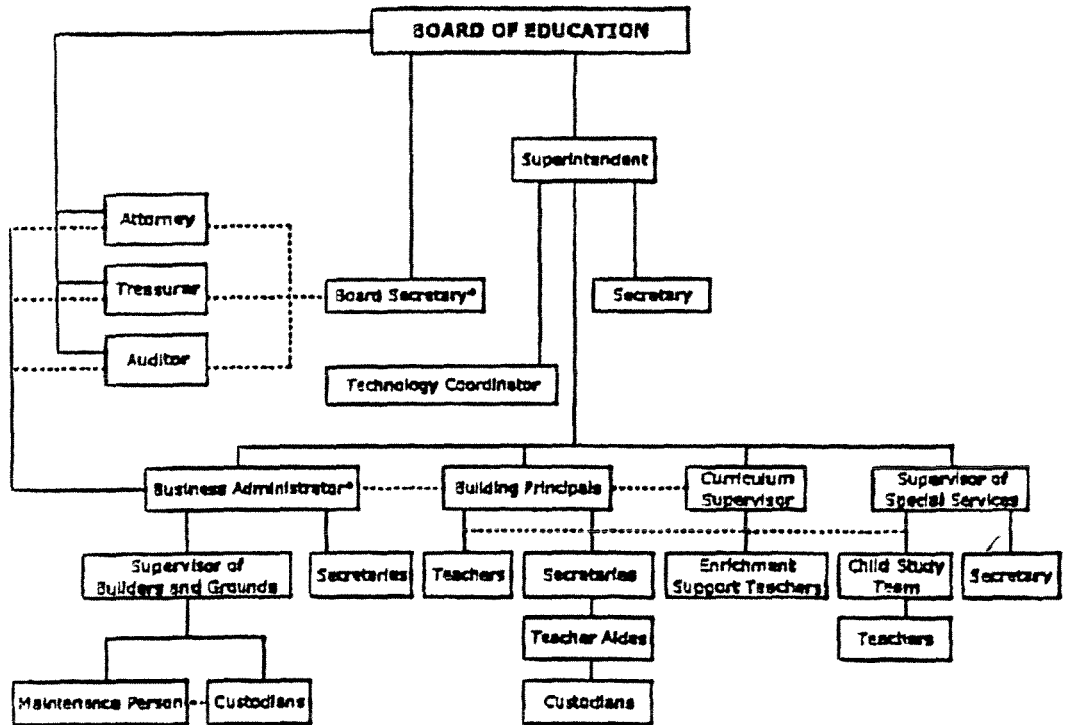 BOARD OF EDUCATION
Superintendent
Attorney
Treasurer
Board Secretary*
Secretary
Auditor
Technology Coordinator
Business Administrator*
Building Principals
Curriculum
Supervisor
Supervisor of
Special Services
Supervisor of
Builders and Grounds
Secretaries
Teachers
Secretaries
Enrichment
Support Teachers
Child Study
Team
Secretary
Teacher Aides
Teachers
Maintenance Person
Custodians
Custodians